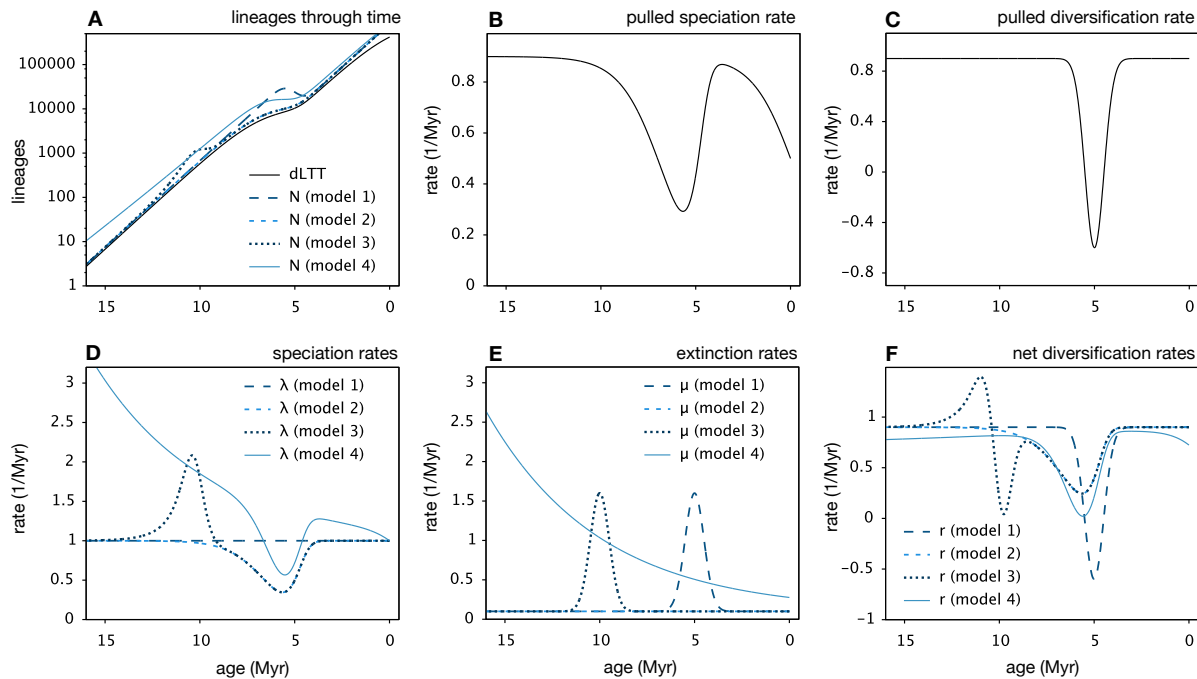 A lineages through time
lineages
100000
10000
1000
100
10
1
dLTT
N (model 1)
N (model 2)
N (model 3)
N (model 4)
15 10 5 0
B pulled speciation rate
rate (1/Myr)
0.8
0.6
0.4
0.2
0
15 10 5 0
C pulled diversification rate
rate (1/Myr)
0.8
0.4
0
−0.4
−0.8
15 10 5 0
D speciation rates
rate (1/Myr)
3
2.5
2
1.5
1
0.5
0
λ (model 1)
λ (model 2)
λ (model 3)
λ (model 4)
15 10 5 0
age (Myr)
E extinction rates
rate (1/Myr)
3
2.5
2
1.5
1
0.5
0
μ (model 1)
μ (model 2)
μ (model 3)
μ (model 4)
15 10 5 0
age (Myr)
F net diversification rates
rate (1/Myr)
1
0.5
0
−0.5
−1
r (model 1)
r (model 2)
r (model 3)
r (model 4)
15 10 5 0
age (Myr)